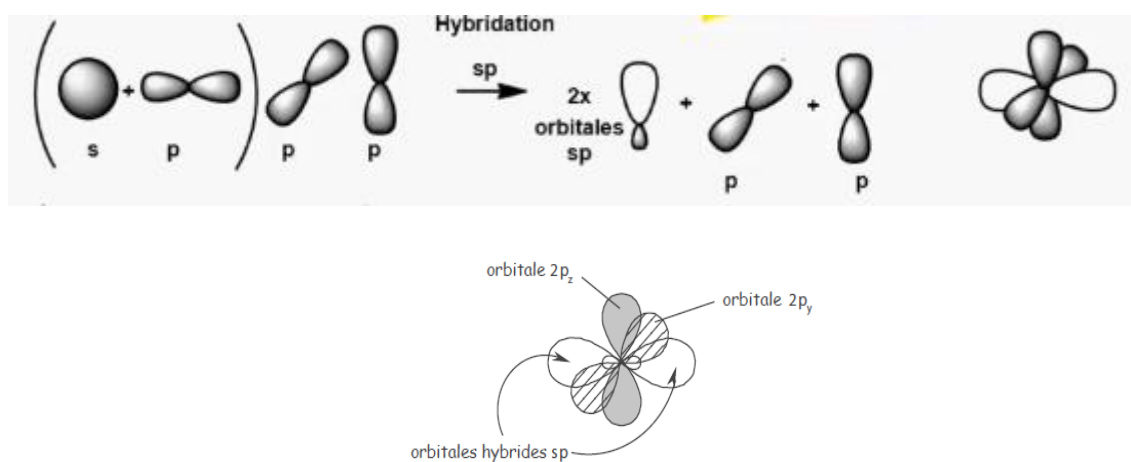 Hybridation
sp
2x
orbitales
sp
+
+
+
s
p
p
p
p
p
orbitale 2pz
orbitale 2py
orbitales hybrides sp